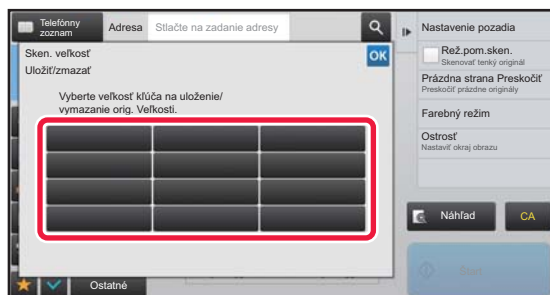 Telefónny
zoznam
Adresa
Stlačte na zadanie adresy
Sken. veľkosť
OK
Uložiť/zmazať
Vyberte veľkosť kľúča na uloženie/
vymazanie orig. Veľkosti.
Ostatné
Nastavenie pozadia
Rež.pom.sken.
Skenovať tenký originál
Prázdna strana Preskočiť
Preskočiť prázdne originály
Farebný režim
Ostrosť
Nastaviť okraj obrazu
Náhľad
CA
Štart